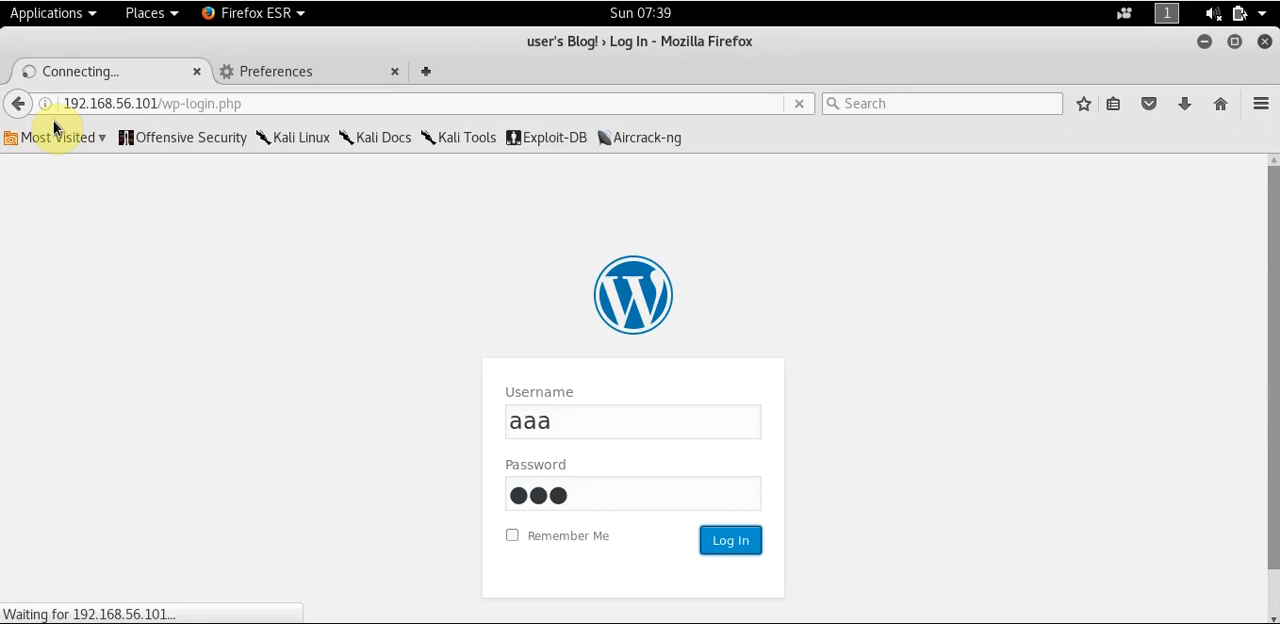 Applications Places Firefox ESR Sun 07:39 1
user's Blog! › Log In - Mozilla Firefox
Connecting... Preferences
192.168.56.101/wp-login.php Search
Most Visited Offensive Security Kali Linux Kali Docs Kali Tools Exploit-DB Aircrack-ng
W
Username
aaa
Password
Remember Me Log In
Waiting for 192.168.56.101...